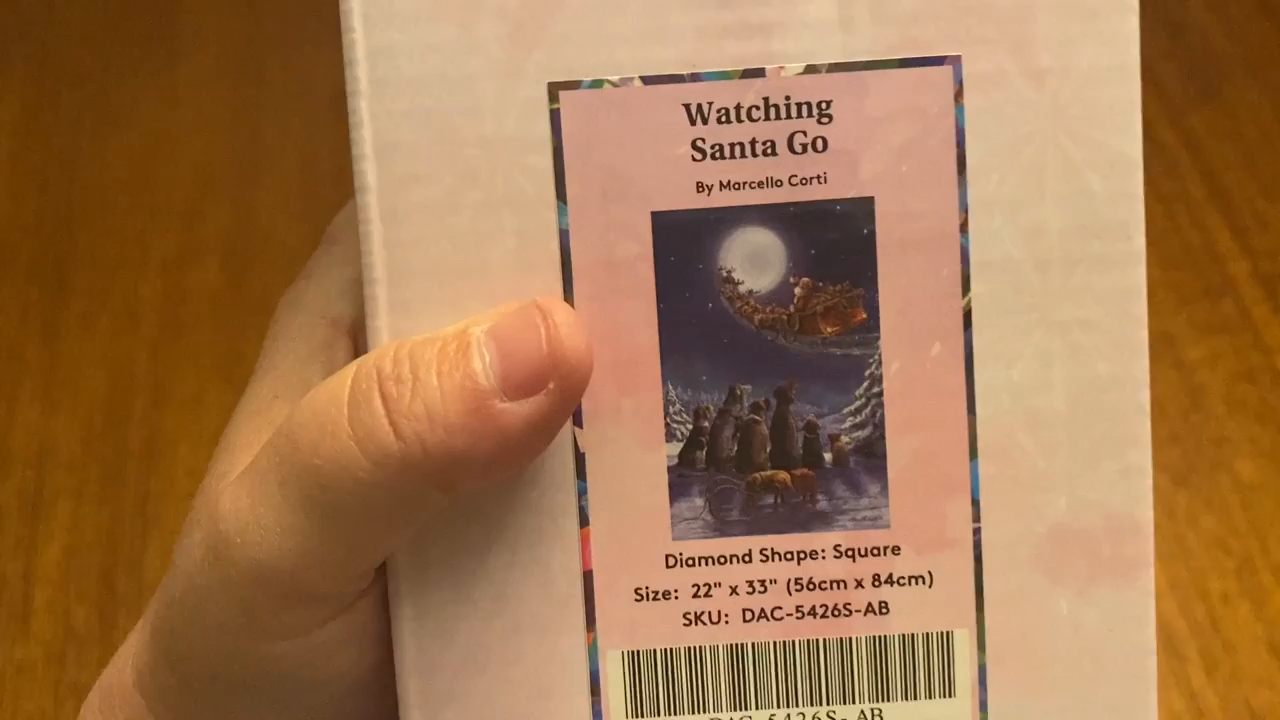 Watching
Santa Go
By Marcello Corti
Diamond Shape: Square
Size: 22" x 33" (56cm x 84cm)
SKU: DAC-5426S-AB
DAC-5426S-AB